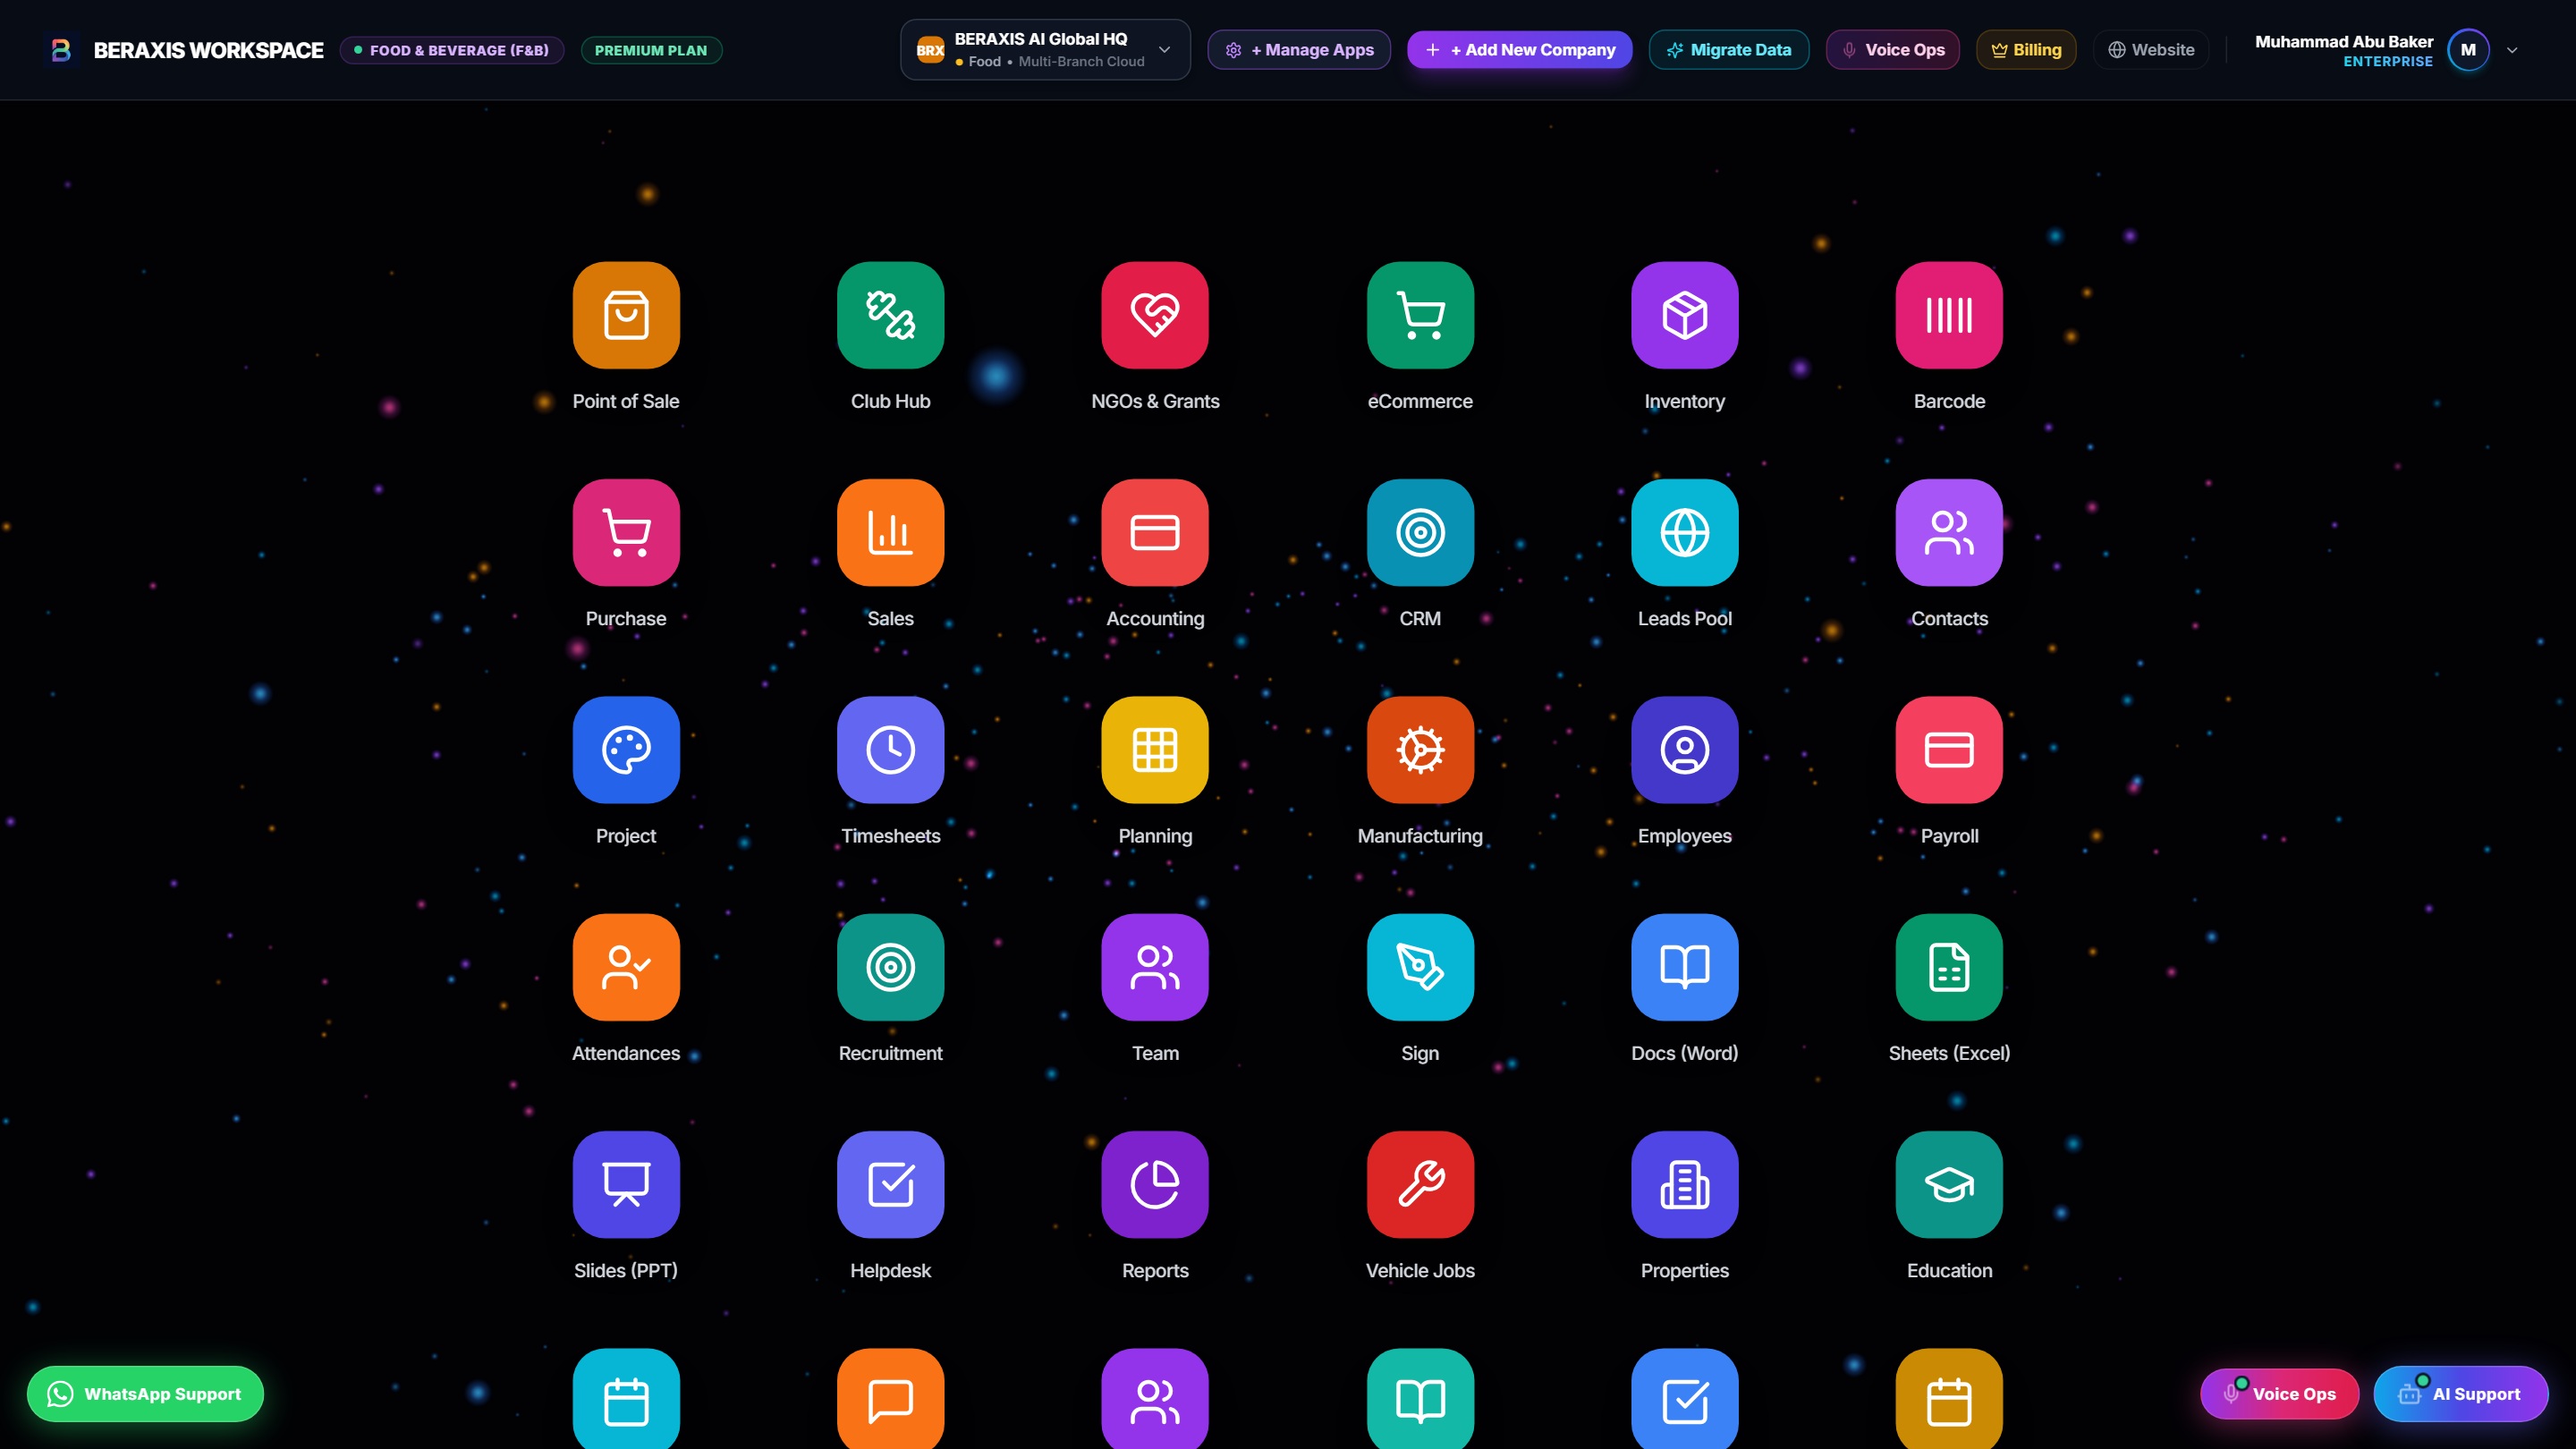 BERAXIS WORKSPACE
FOOD & BEVERAGE (F&B)
PREMIUM PLAN
BRX
BERAXIS AI Global HQ
Food • Multi-Branch Cloud
+ Manage Apps
+ Add New Company
Migrate Data
Voice Ops
Billing
Website
Muhammad Abu Baker
ENTERPRISE
M
Point of Sale
Club Hub
NGOs & Grants
eCommerce
Inventory
Barcode
Purchase
Sales
Accounting
CRM
Leads Pool
Contacts
Project
Timesheets
Planning
Manufacturing
Employees
Payroll
Attendances
Recruitment
Team
Sign
Docs (Word)
Sheets (Excel)
Slides (PPT)
Helpdesk
Reports
Vehicle Jobs
Properties
Education
WhatsApp Support
Voice Ops
AI Support